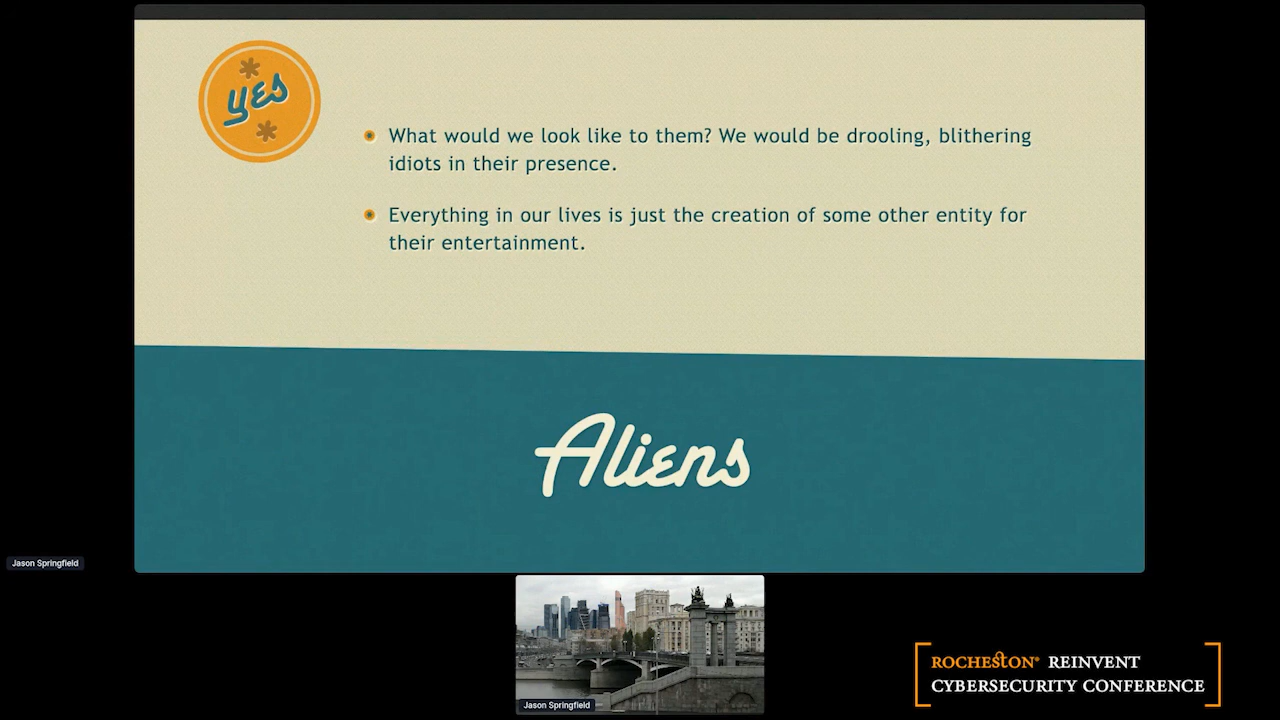 yes
What would we look like to them? We would be drooling, blithering
idiots in their presence.
Everything in our lives is just the creation of some other entity for
their entertainment.
Aliens
Jason Springfield
Jason Springfield
ROCHESTON® REINVENT
CYBERSECURITY CONFERENCE